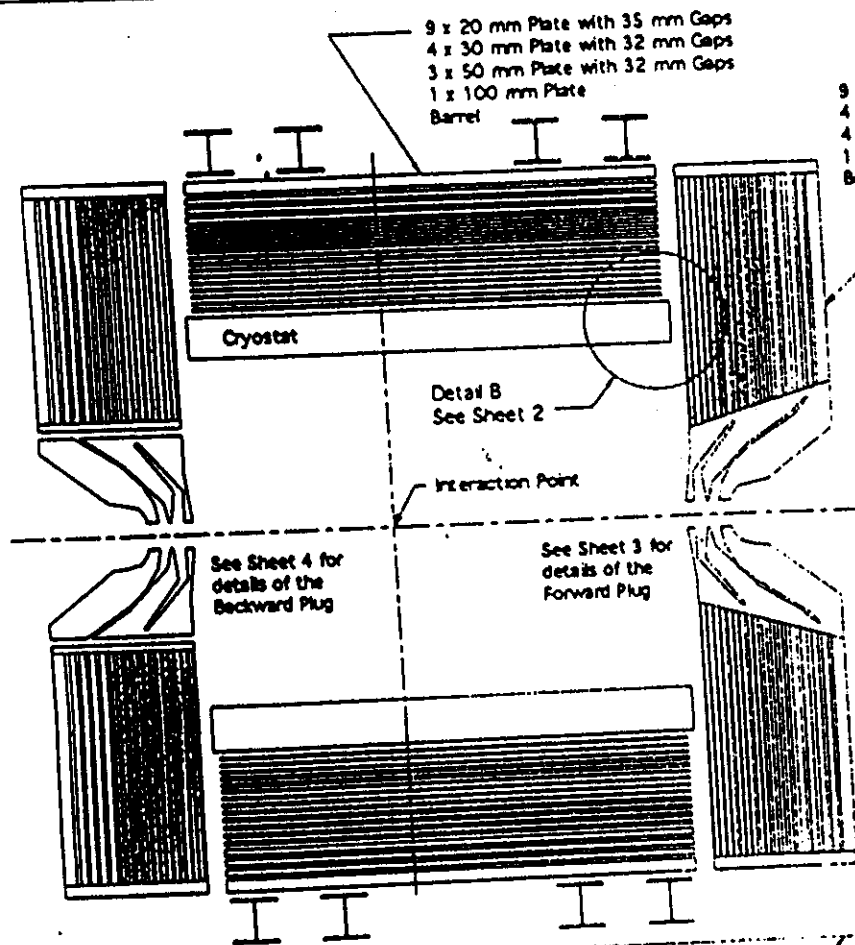 9 x 20 mm Plate with 35 mm Gaps
4 x 30 mm Plate with 32 mm Gaps
3 x 50 mm Plate with 32 mm Gaps
1 x 100 mm Plate
Barrel
9
4
4
1
B
Cryostat
Detail B
See Sheet 2
Interaction Point
See Sheet 4 for
details of the
Backward Plug
See Sheet 3 for
details of the
Forward Plug